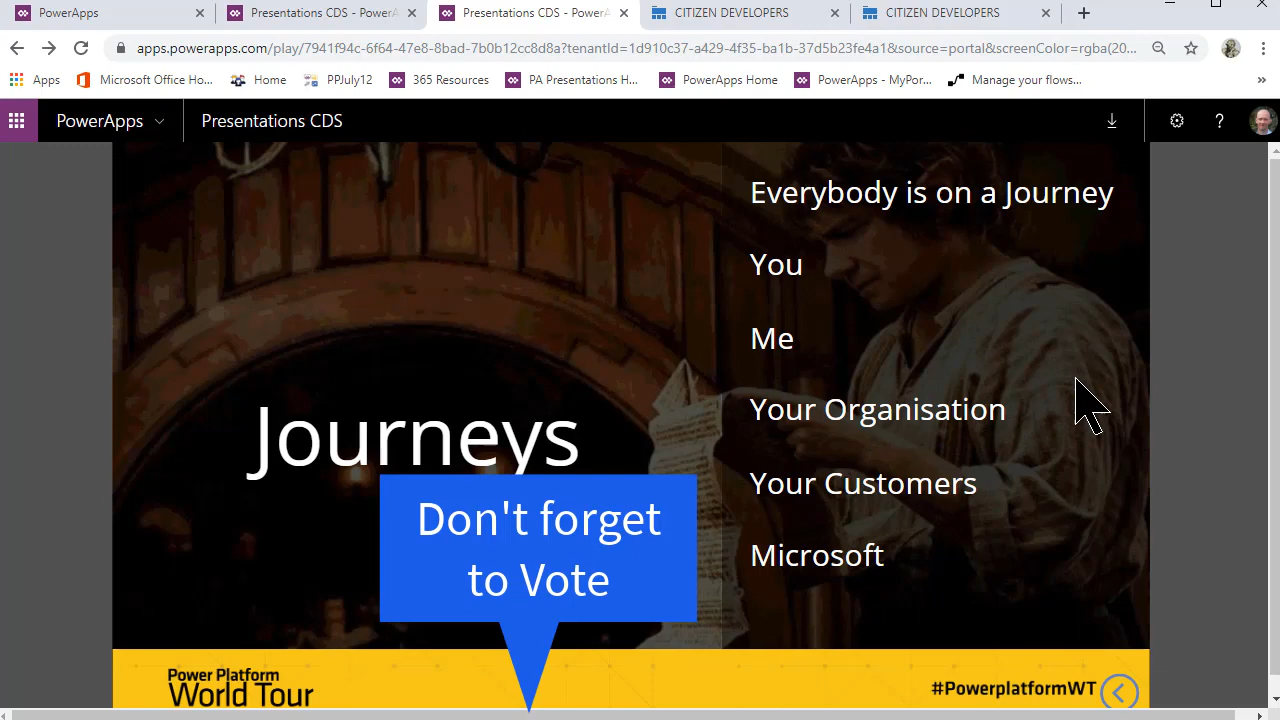 PowerApps
Presentations CDS - PowerA
Presentations CDS - PowerA
CITIZEN DEVELOPERS
CITIZEN DEVELOPERS
apps.powerapps.com/play/7941f94c-6f64-47e8-8bad-7b0b12cc8d8a?tenantId=1d910c37-a423-4f35-ba1b-37d5b23fe4a1&source=portal&screenColor=rgba(20...
Apps
Microsoft Office Ho...
Home
PPJuly12
365 Resources
PA Presentations H...
PowerApps Home
PowerApps - MyPor...
Manage your flows...
PowerApps
Presentations CDS
Journeys
Don't forget
to Vote
Everybody is on a Journey
You
Me
Your Organisation
Your Customers
Microsoft
Power Platform
World Tour
#PowerplatformWT